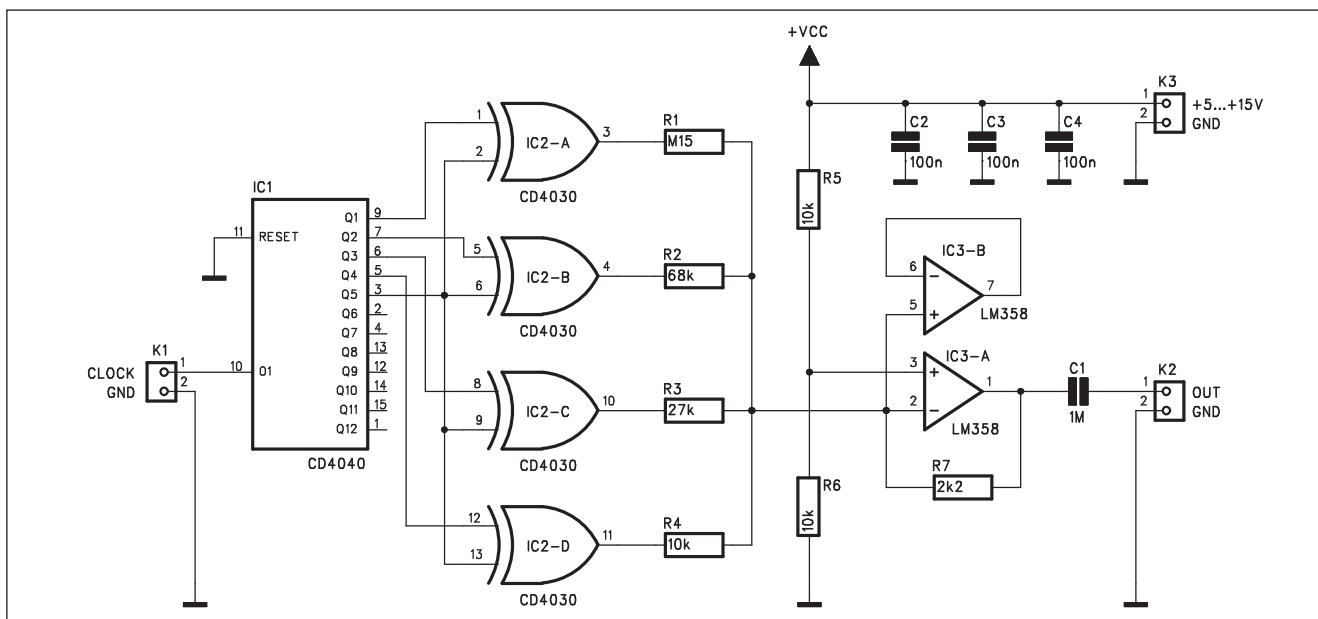 +VCC
K3
1
+5...+15V
2
GND
C2
100n
C3
100n
C4
100n
R5
10k
1
2
IC2-A
3
CD4030
R1
M15
5
6
IC2-B
4
CD4030
R2
68k
8
9
IC2-C
10
CD4030
R3
27k
12
13
IC2-D
11
CD4030
R4
10k
IC1
11
RESET
10
O1
Q1
9
Q2
7
Q3
6
Q4
5
Q5
3
Q6
2
Q7
4
Q8
13
Q9
12
Q10
14
Q11
15
Q12
1
CD4040
K1
CLOCK
1
GND
2
IC3-B
6
−
5
+
7
LM358
IC3-A
3
+
2
−
1
LM358
R7
2k2
R6
10k
C1
1M
K2
1
OUT
2
GND